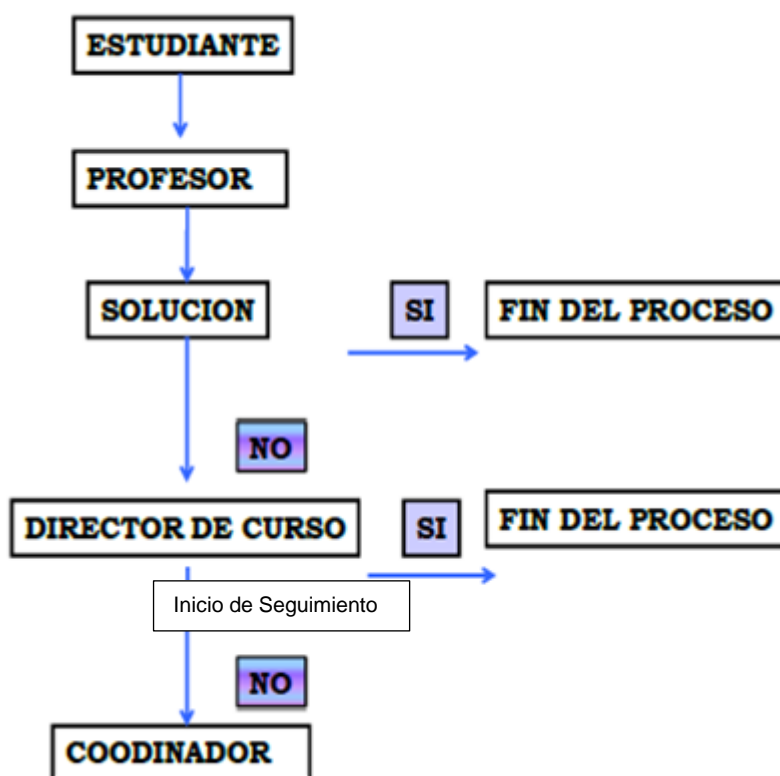 ESTUDIANTE
PROFESOR
SOLUCION
SI
FIN DEL PROCESO
NO
DIRECTOR DE CURSO
SI
FIN DEL PROCESO
Inicio de Seguimiento
NO
COODINADOR